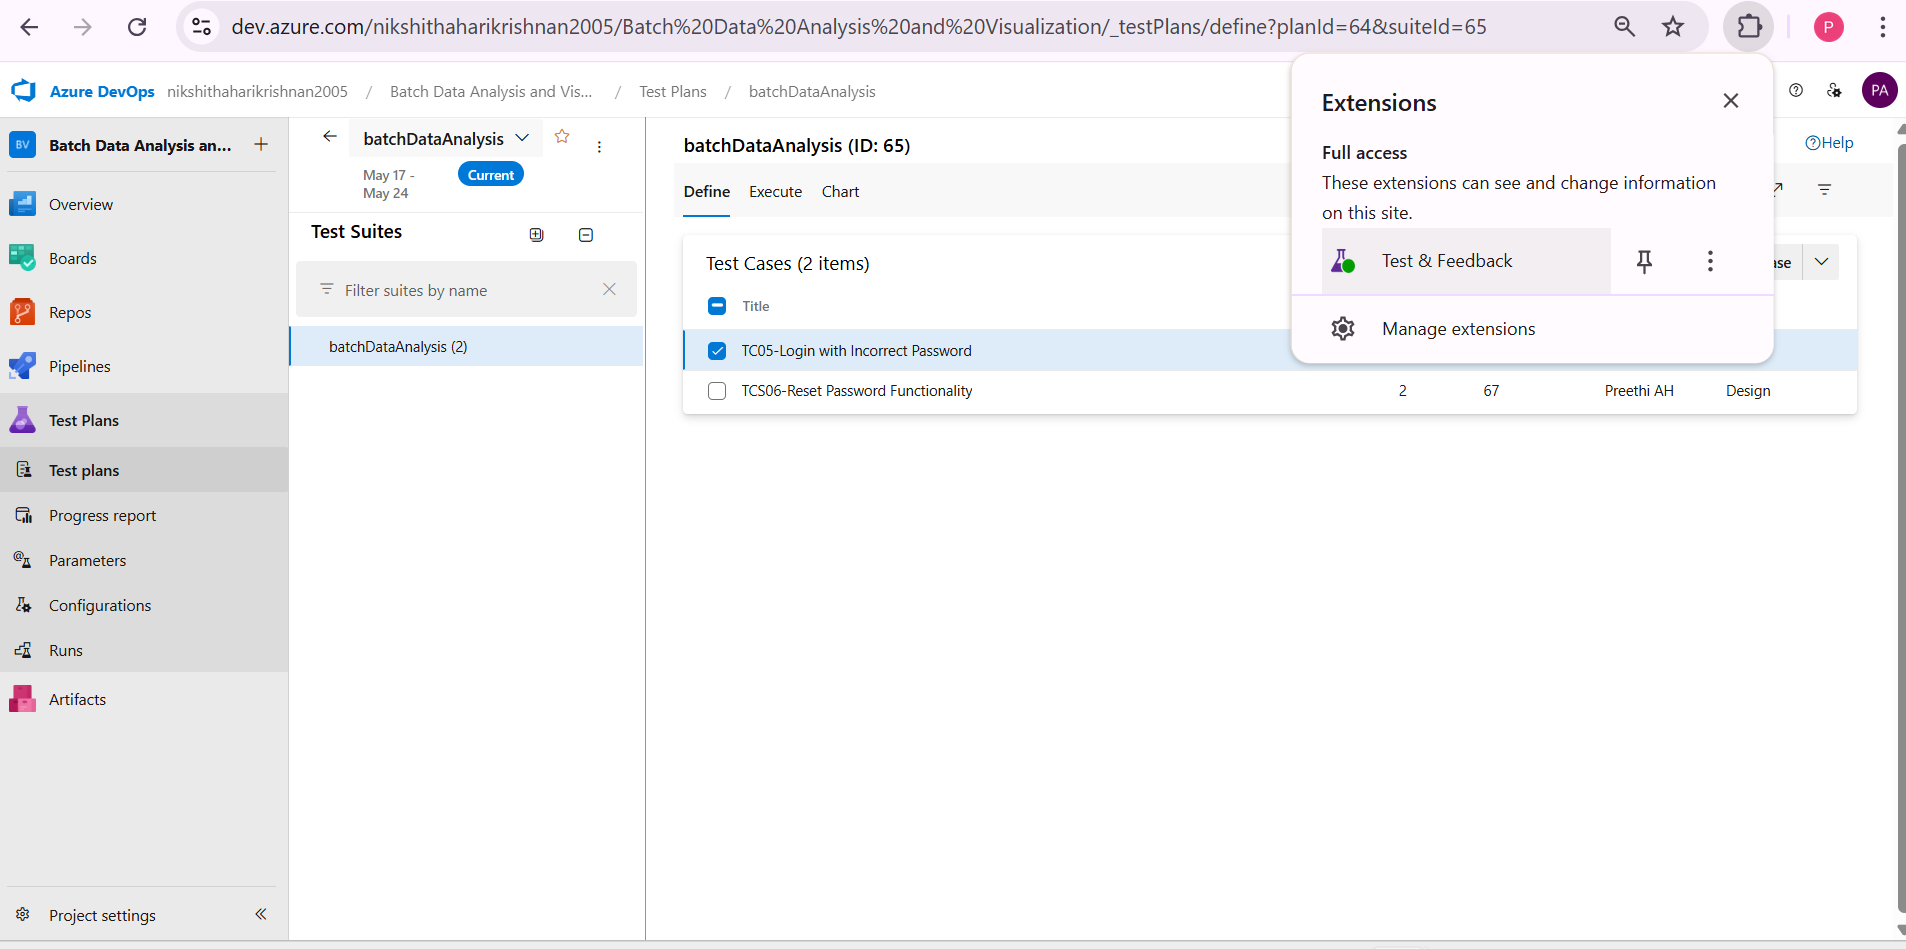 dev.azure.com/nikshithaharikrishnan2005/Batch%20Data%20Analysis%20and%20Visualization/_testPlans/define?planId=64&suiteId=65
P
Azure DevOps nikshithaharikrishnan2005 / Batch Data Analysis and Vis... / Test Plans / batchDataAnalysis
PA
BV Batch Data Analysis an...
Overview
Boards
Repos
Pipelines
Test Plans
Test plans
Progress report
Parameters
Configurations
Runs
Artifacts
Project settings
batchDataAnalysis
May 17 -
May 24
Current
Test Suites
Filter suites by name
batchDataAnalysis (2)
batchDataAnalysis (ID: 65)
Help
Define Execute Chart
Test Cases (2 items)
ase
Title
TC05-Login with Incorrect Password
TCS06-Reset Password Functionality 2 67 Preethi AH Design
Extensions
Full access
These extensions can see and change information
on this site.
Test & Feedback
Manage extensions